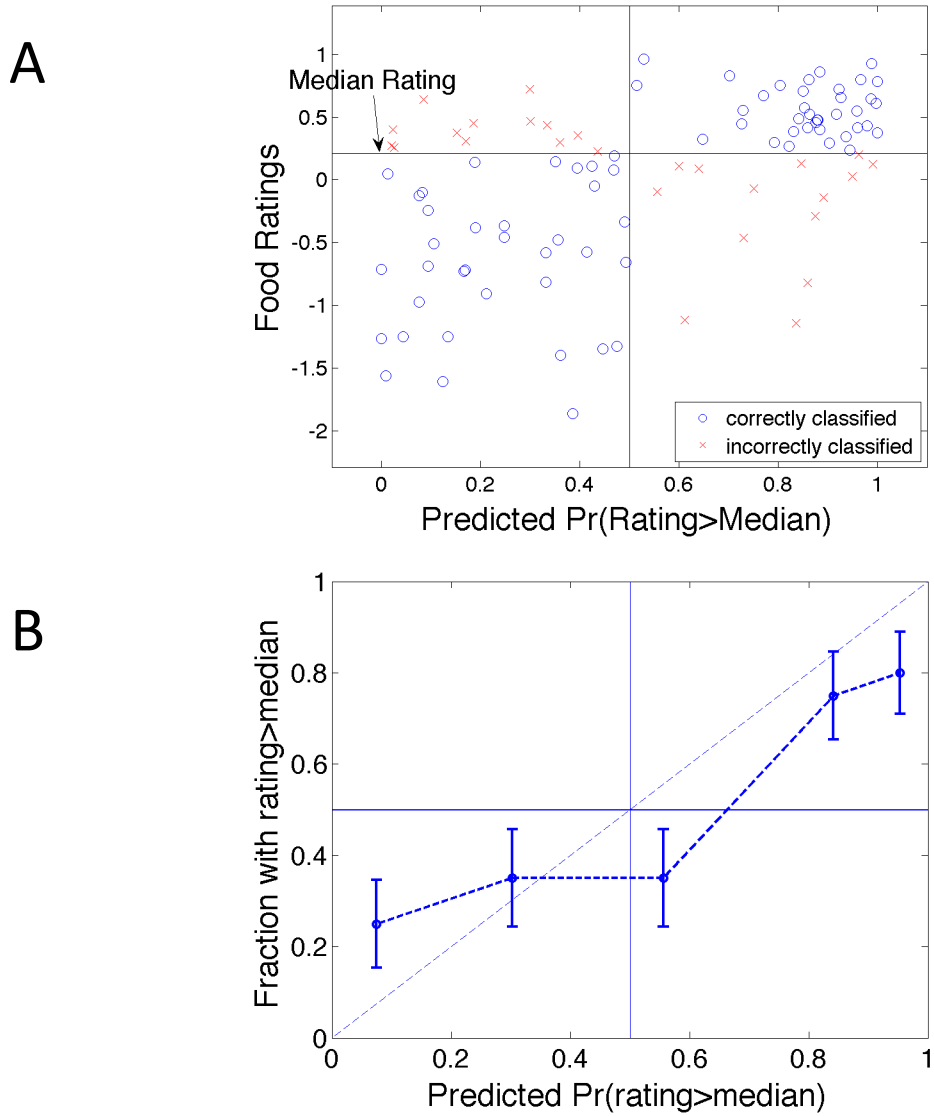 A
Median Rating
Food Ratings
1
0.5
0
-0.5
-1
-1.5
-2
0
0.2
0.4
0.6
0.8
1
correctly classified
incorrectly classified
Predicted Pr(Rating>Median)
B
Fraction with rating>median
1
0.8
0.6
0.4
0.2
0
0
0.2
0.4
0.6
0.8
1
Predicted Pr(rating>median)